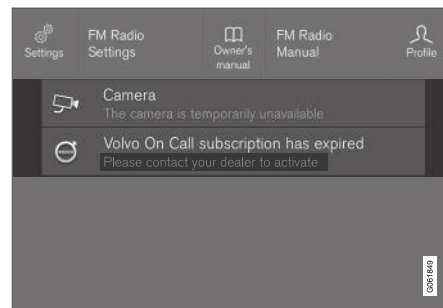 Settings
FM Radio
Settings
Owner's
manual
FM Radio
Manual
Profile
Camera
The camera is temporarily unavailable
Volvo On Call subscription has expired
Please contact your dealer to activate
G061849